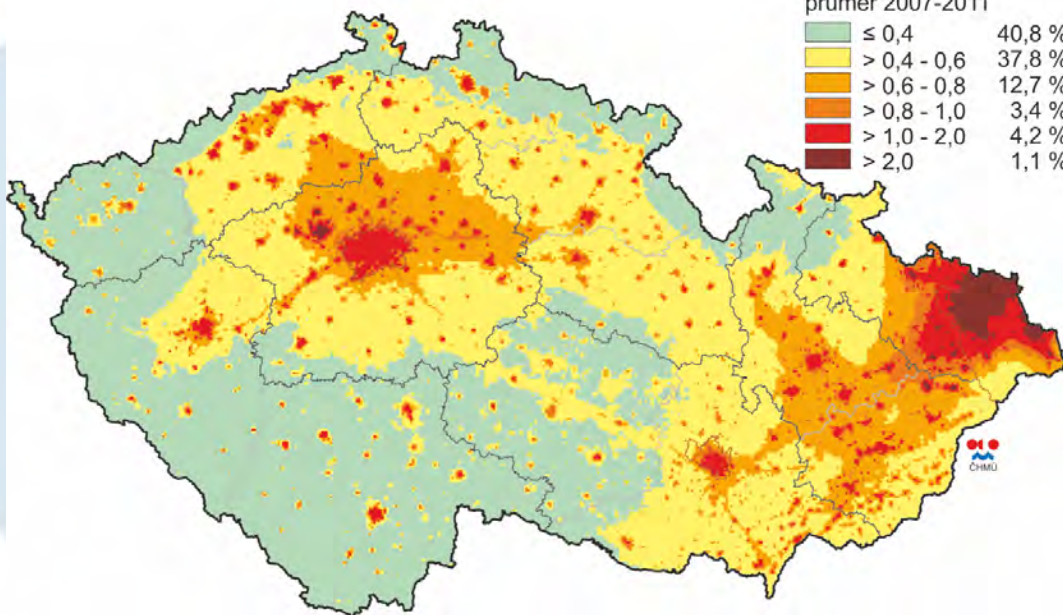 průměr 2007-2011
≤ 0,4 40,8 %
> 0,4 - 0,6 37,8 %
> 0,6 - 0,8 12,7 %
> 0,8 - 1,0 3,4 %
> 1,0 - 2,0 4,2 %
> 2,0 1,1 %
ČHMÚ